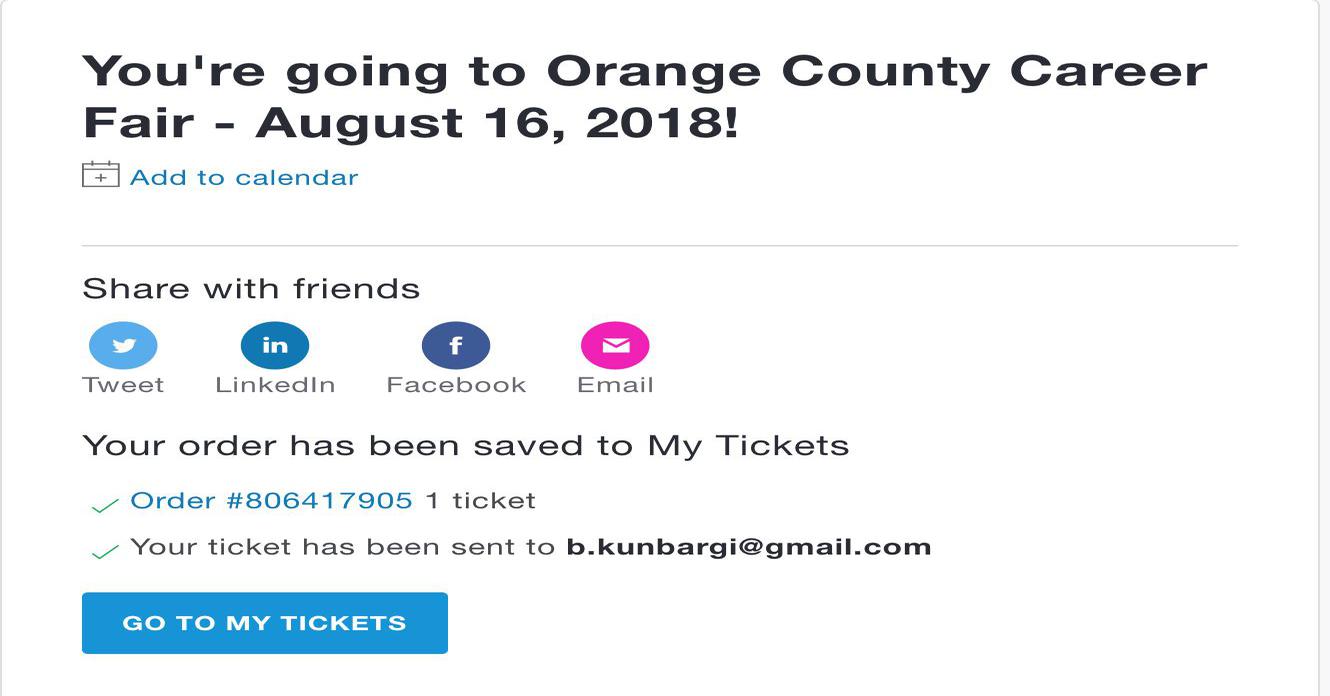 You're going to Orange County Career
Fair - August 16, 2018!
Add to calendar
Share with friends
in
f
Tweet LinkedIn Facebook Email
Your order has been saved to My Tickets
Order #806417905 1 ticket
Your ticket has been sent to b.kunbargi@gmail.com
GO TO MY TICKETS